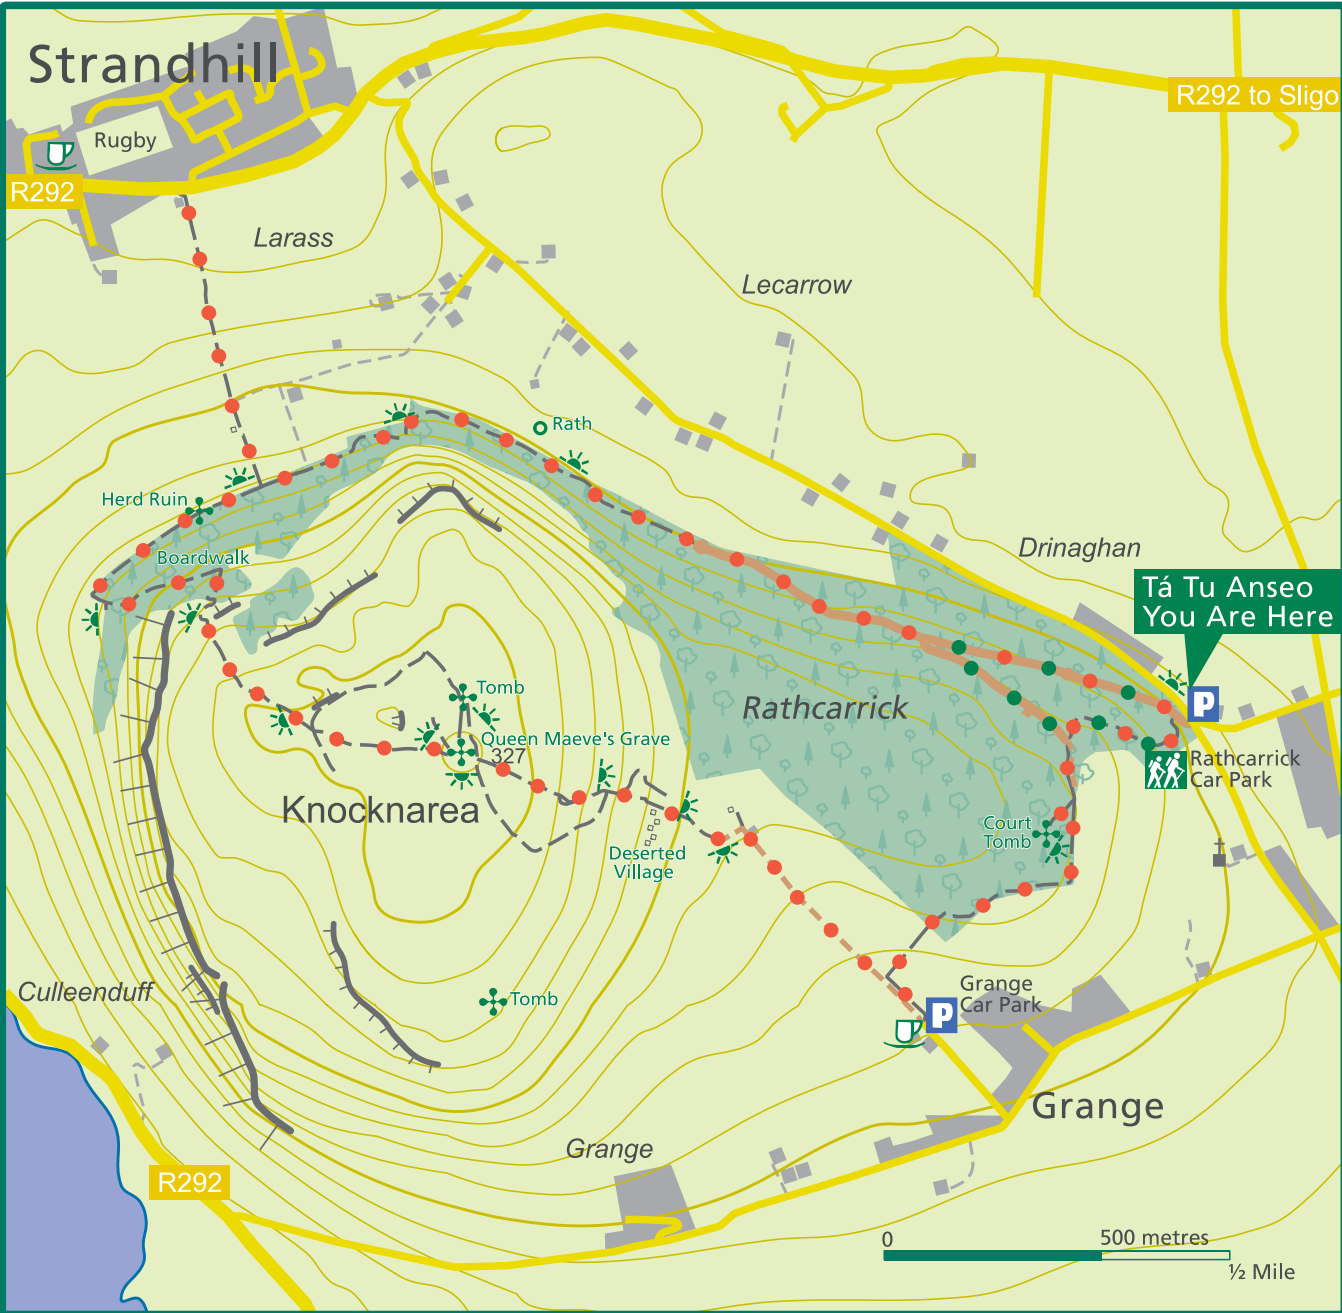 Strandhill
R292 to Sligo
Rugby
R292
Larass
Lecarrow
Rath
Herd Ruin
Drinaghan
Boardwalk
Tá Tu Anseo
You Are Here
P
Tomb
Rathcarrick
Queen Maeve's Grave
327
Rathcarrick
Car Park
Knocknarea
Court
Tomb
Deserted
Village
Culleenduff
Tomb
Grange
Car Park
P
Grange
Grange
R292
0
500 metres
½ Mile